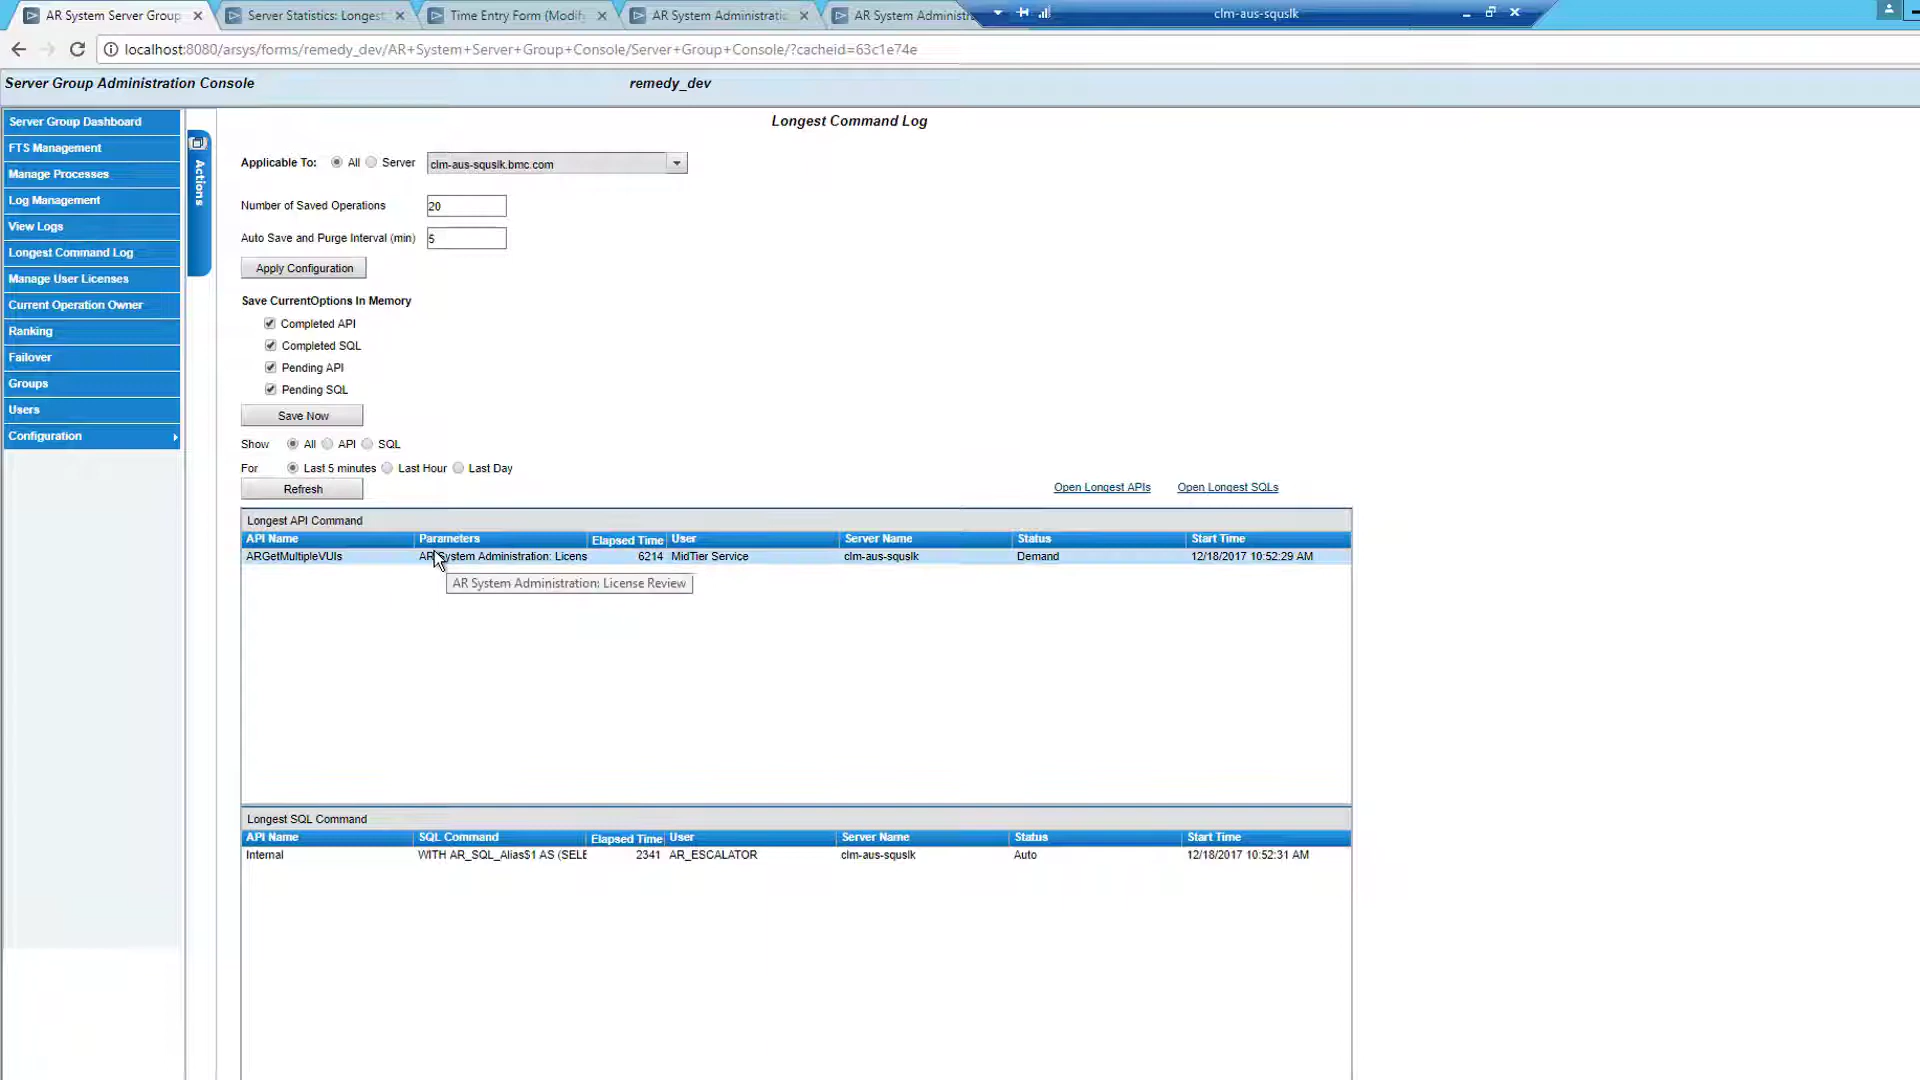 AR System Server Group
Server Statistics: Longest
Time Entry Form (Modif
AR System Administratio
AR System Administ
clm-aus-squslk
localhost:8080/arsys/forms/remedy_dev/AR+System+Server+Group+Console/Server+Group+Console/?cacheid=63c1e74e
Server Group Administration Console
remedy_dev
Server Group Dashboard
FTS Management
Manage Processes
Log Management
View Logs
Longest Command Log
Manage User Licenses
Current Operation Owner
Ranking
Failover
Groups
Users
Configuration
Actions
Longest Command Log
Applicable To: All Server clm-aus-squslk.bmc.com
Number of Saved Operations 20
Auto Save and Purge Interval (min) 5
Apply Configuration
Save CurrentOptions In Memory
Completed API
Completed SQL
Pending API
Pending SQL
Save Now
Show All API SQL
For Last 5 minutes Last Hour Last Day
Refresh
Open Longest APIs Open Longest SQLs
Longest API Command
API Name Parameters Elapsed Time User Server Name Status Start Time
ARGetMultipleVUIs AR System Administration: Licens 6214 MidTier Service clm-aus-squslk Demand 12/18/2017 10:52:29 AM
AR System Administration: License Review
Longest SQL Command
API Name SQL Command Elapsed Time User Server Name Status Start Time
Internal WITH AR_SQL_Alias$1 AS (SELE 2341 AR_ESCALATOR clm-aus-squslk Auto 12/18/2017 10:52:31 AM